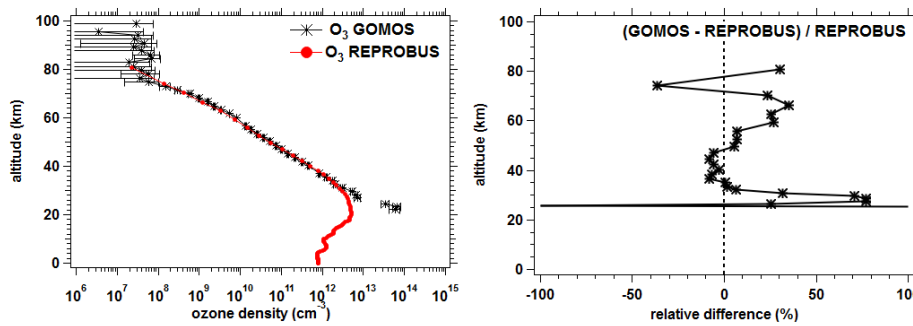 O3 GOMOS
O3 REPROBUS
altitude (km)
100
80
60
40
20
0
10^6 10^7 10^8 10^9 10^10 10^11 10^12 10^13 10^14 10^15
ozone density (cm^-3)
(GOMOS - REPROBUS) / REPROBUS
altitude (km)
100
80
60
40
20
0
-100 -50 0 50 100
relative difference (%)